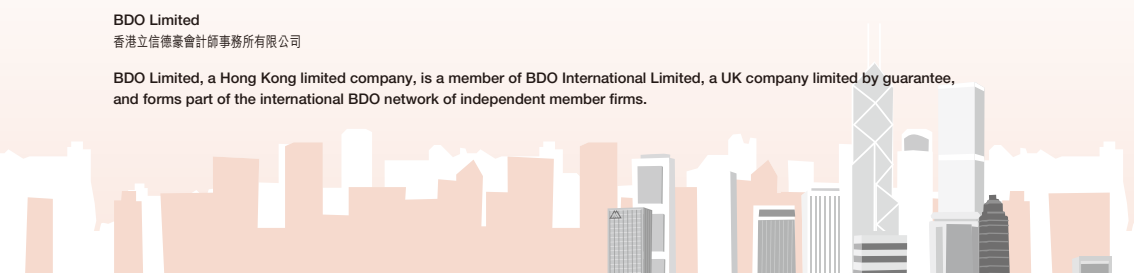 BDO Limited
香港立信德豪會計師事務所有限公司
BDO Limited, a Hong Kong limited company, is a member of BDO International Limited, a UK company limited by guarantee,
and forms part of the international BDO network of independent member firms.